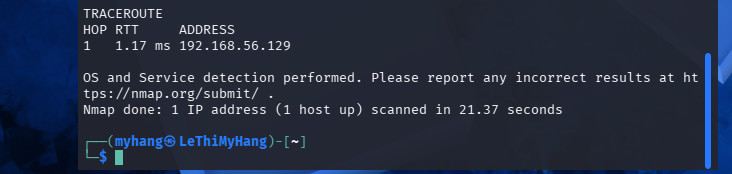 TRACEROUTE
HOP RTT     ADDRESS
1   1.17 ms 192.168.56.129
OS and Service detection performed. Please report any incorrect results at ht
tps://nmap.org/submit/ .
Nmap done: 1 IP address (1 host up) scanned in 21.37 seconds
┌──(myhang㉿LeThiMyHang)-[~]
└─$